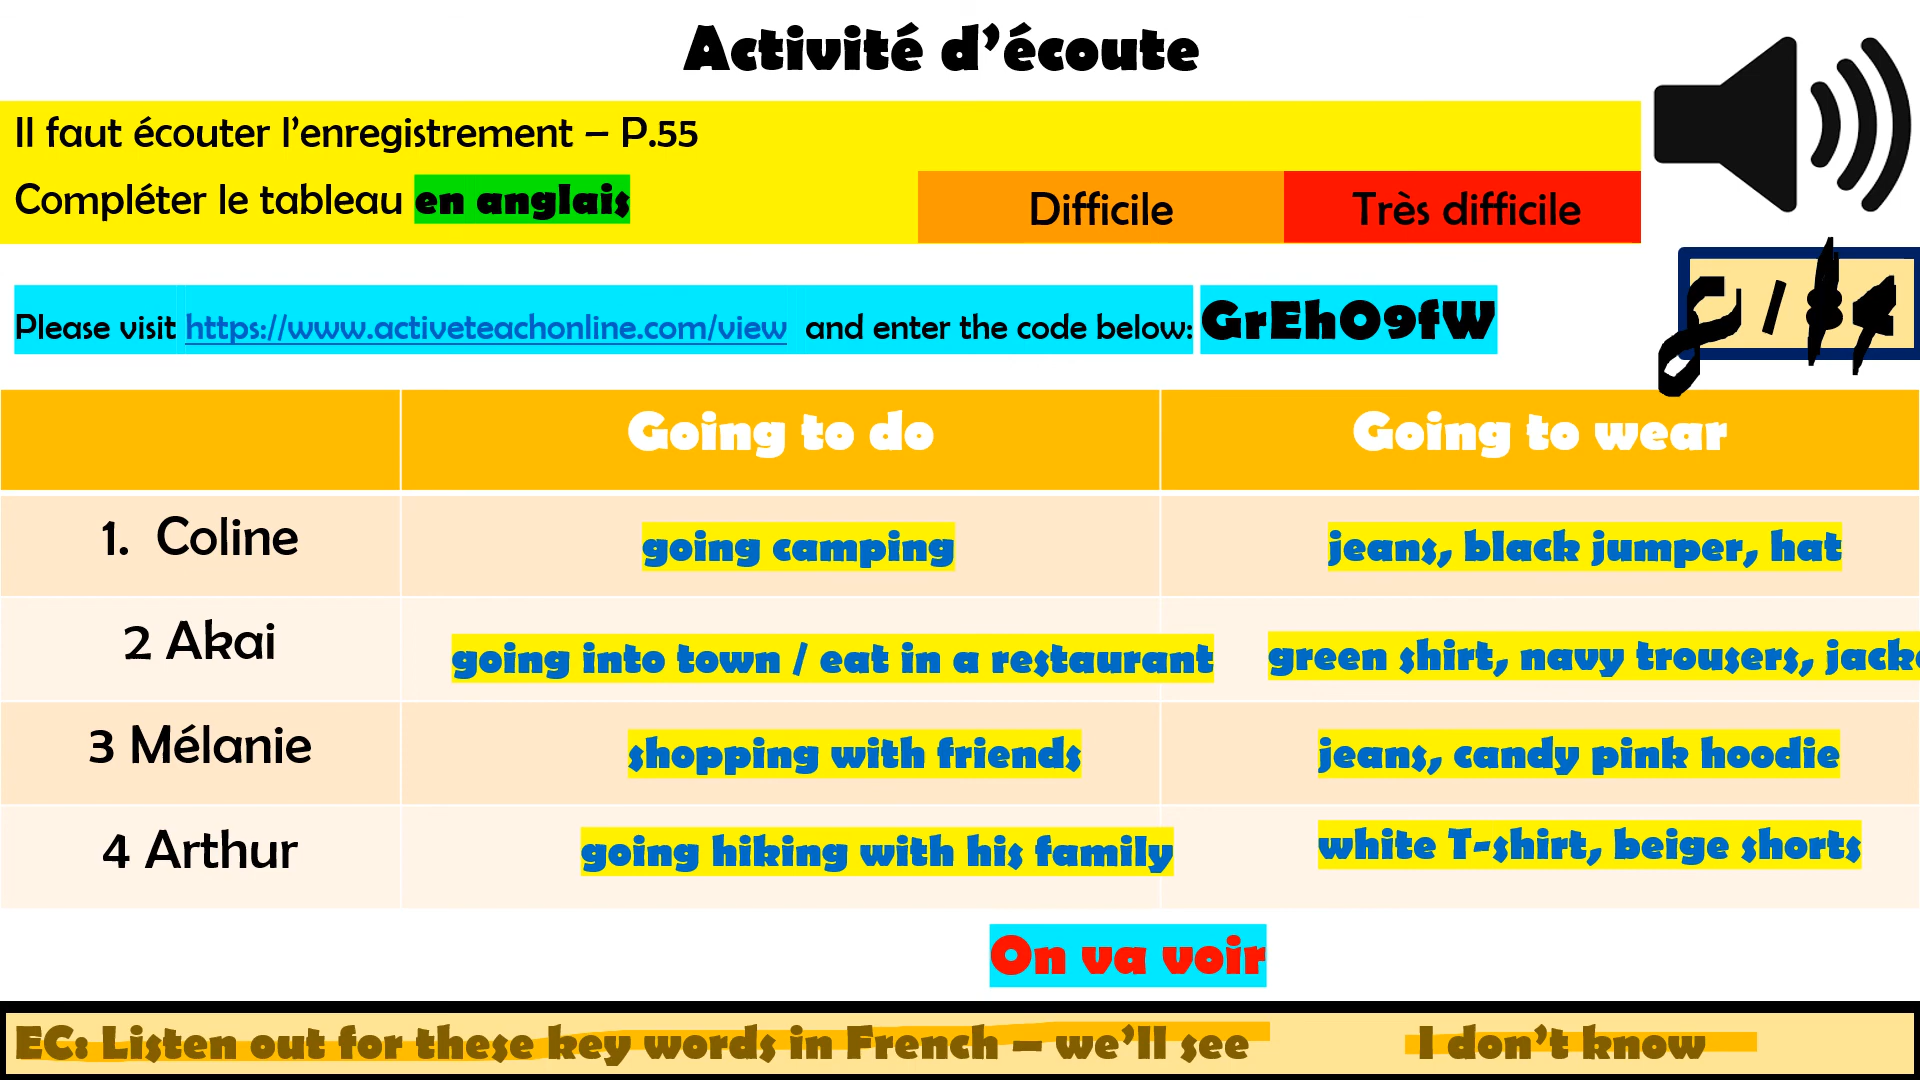 Activité d’écoute
Il faut écouter l’enregistrement – P.55
Compléter le tableau en anglais
Difficile
Très difficile
Please visit https://www.activeteachonline.com/view and enter the code below: GrEhO9fW
Going to do
Going to wear
1. Coline
going camping
jeans, black jumper, hat
2 Akai
going into town / eat in a restaurant
green shirt, navy trousers,
3 Mélanie
shopping with friends
jeans, candy pink hoodie
4 Arthur
going hiking with his family
white T-shirt, beige shorts
On va voir
EC: Listen out for these key words in French – we’ll see
I don’t know